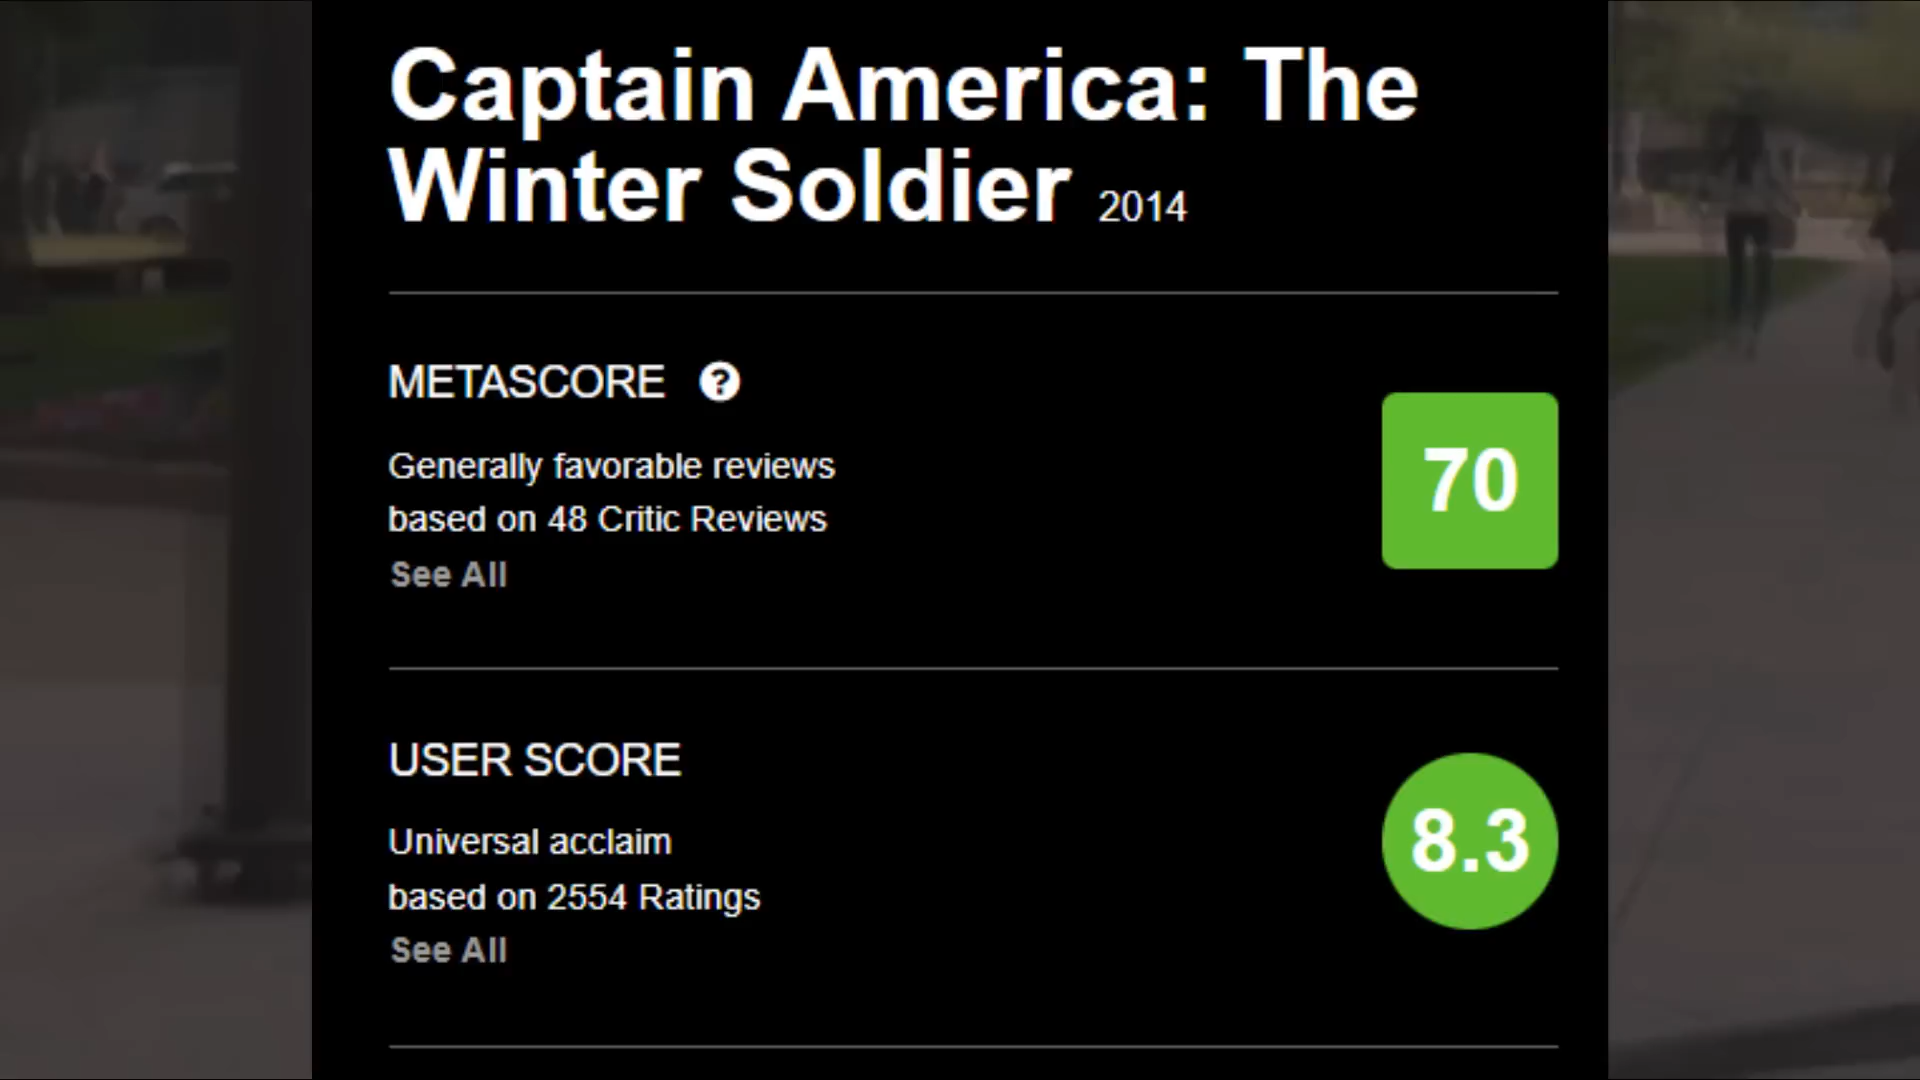 Captain America: The
Winter Soldier 2014
METASCORE ?
Generally favorable reviews
based on 48 Critic Reviews
See All
70
USER SCORE
Universal acclaim
based on 2554 Ratings
See All
8.3